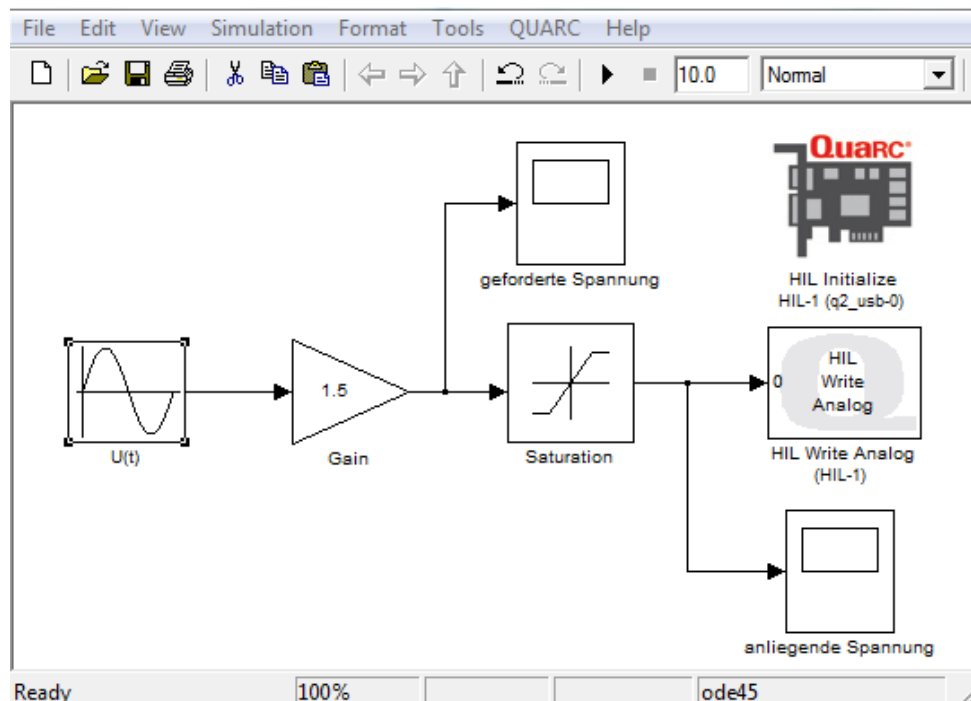 File Edit View Simulation Format Tools QUARC Help
10.0 Normal
QUARC
geforderte Spannung
HIL Initialize
HIL-1 (q2_usb-0)
U(t)
1.5
Gain
Saturation
0
HIL
Write
Analog
HIL Write Analog
(HIL-1)
anliegende Spannung
Ready 100% ode45